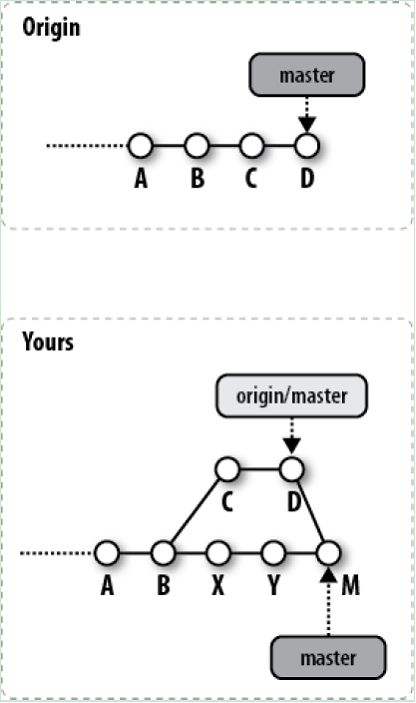 Origin
master
A B C D
Yours
origin/master
C D
A B X Y M
master